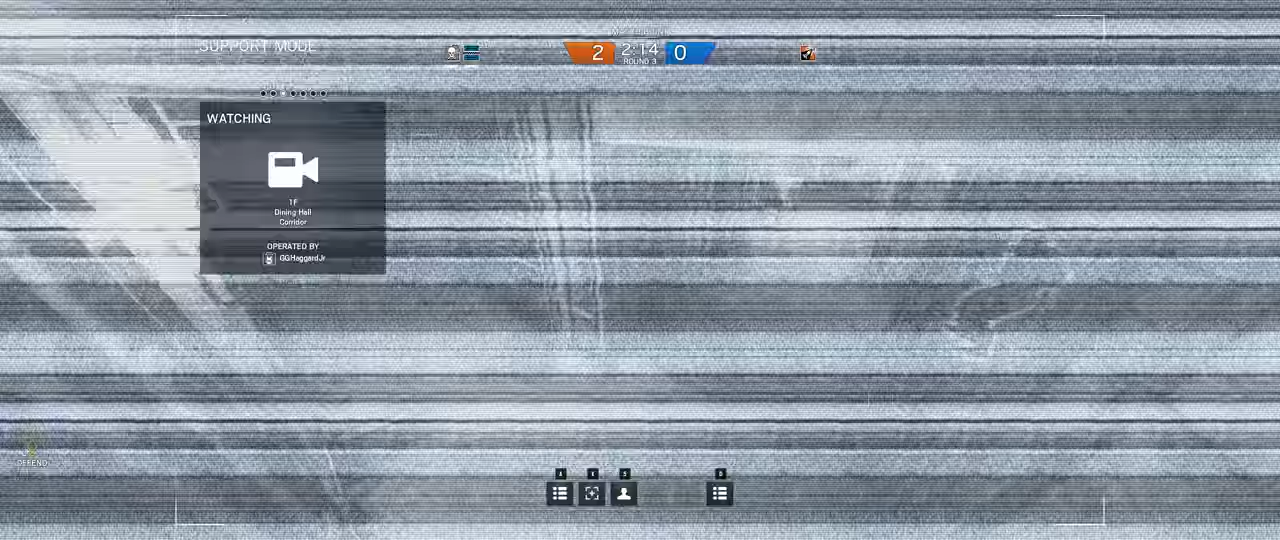 SUPPORT MODE
2
2:14
0
ROUND 3
WATCHING
1F
Dining Hall
Corridor
OPERATED BY
GGHaggardJr
DEFEND
A
X
S
D